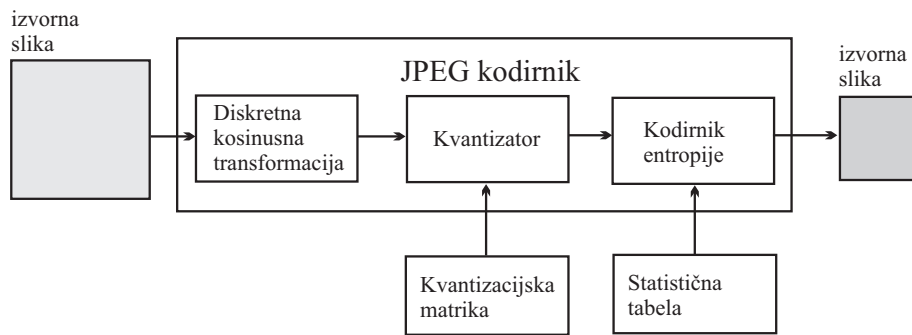 izvorna
slika
JPEG kodirnik
izvorna
slika
Diskretna
kosinusna
transformacija
Kvantizator
Kodirnik
entropije
Kvantizacijska
matrika
Statistična
tabela